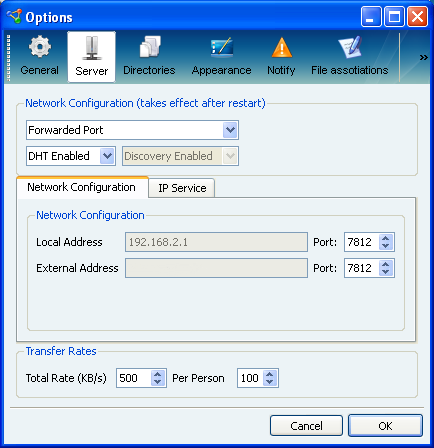 Options
General Server Directories Appearance Notify File assotiations »
Network Configuration (takes effect after restart)
Forwarded Port
DHT Enabled Discovery Enabled
Network Configuration IP Service
Network Configuration
Local Address 192.168.2.1 Port: 7812
External Address Port: 7812
Transfer Rates
Total Rate (KB/s) 500 Per Person 100
Cancel OK